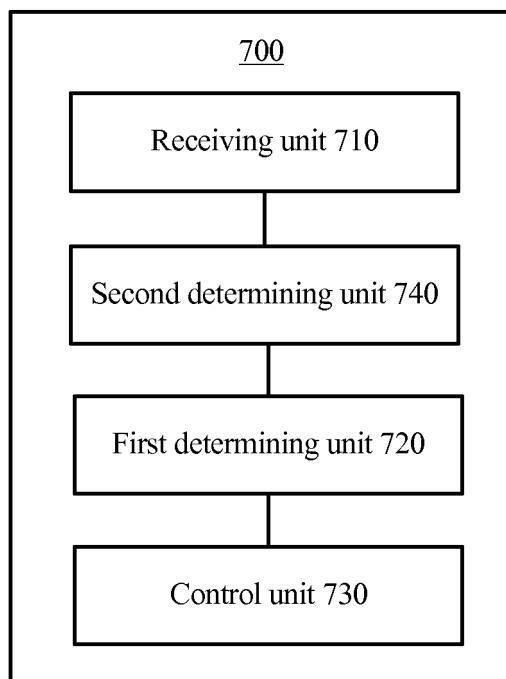 700
Receiving unit 710
Second determining unit 740
First determining unit 720
Control unit 730